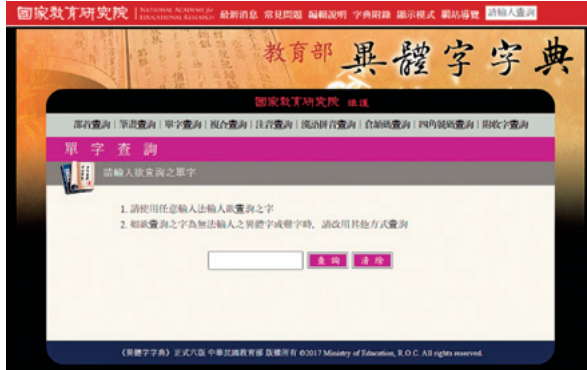 國家教育研究院 NATIONAL ACADEMY for EDUCATIONAL RESEARCH 最新消息 常見問題 編輯說明 字典附錄 顯示模式 網站導覽 請輸入查詢
教育部 異體字字典
國家教育研究院 維護
部首查詢 | 筆畫查詢 | 單字查詢 | 複合查詢 | 注音查詢 | 漢語拼音查詢 | 倉頡碼查詢 | 四角號碼查詢 | 附收字查詢
單字查詢
請輸入欲查詢之單字
1. 請使用任意輸入法輸入欲查詢之字
2. 如欲查詢之字為無法輸入之異體字或難字時，請改用其他方式查詢
查詢 清除
《異體字字典》正式六版 中華民國教育部 版權所有 ©2017 Ministry of Education, R.O.C. All rights reserved.